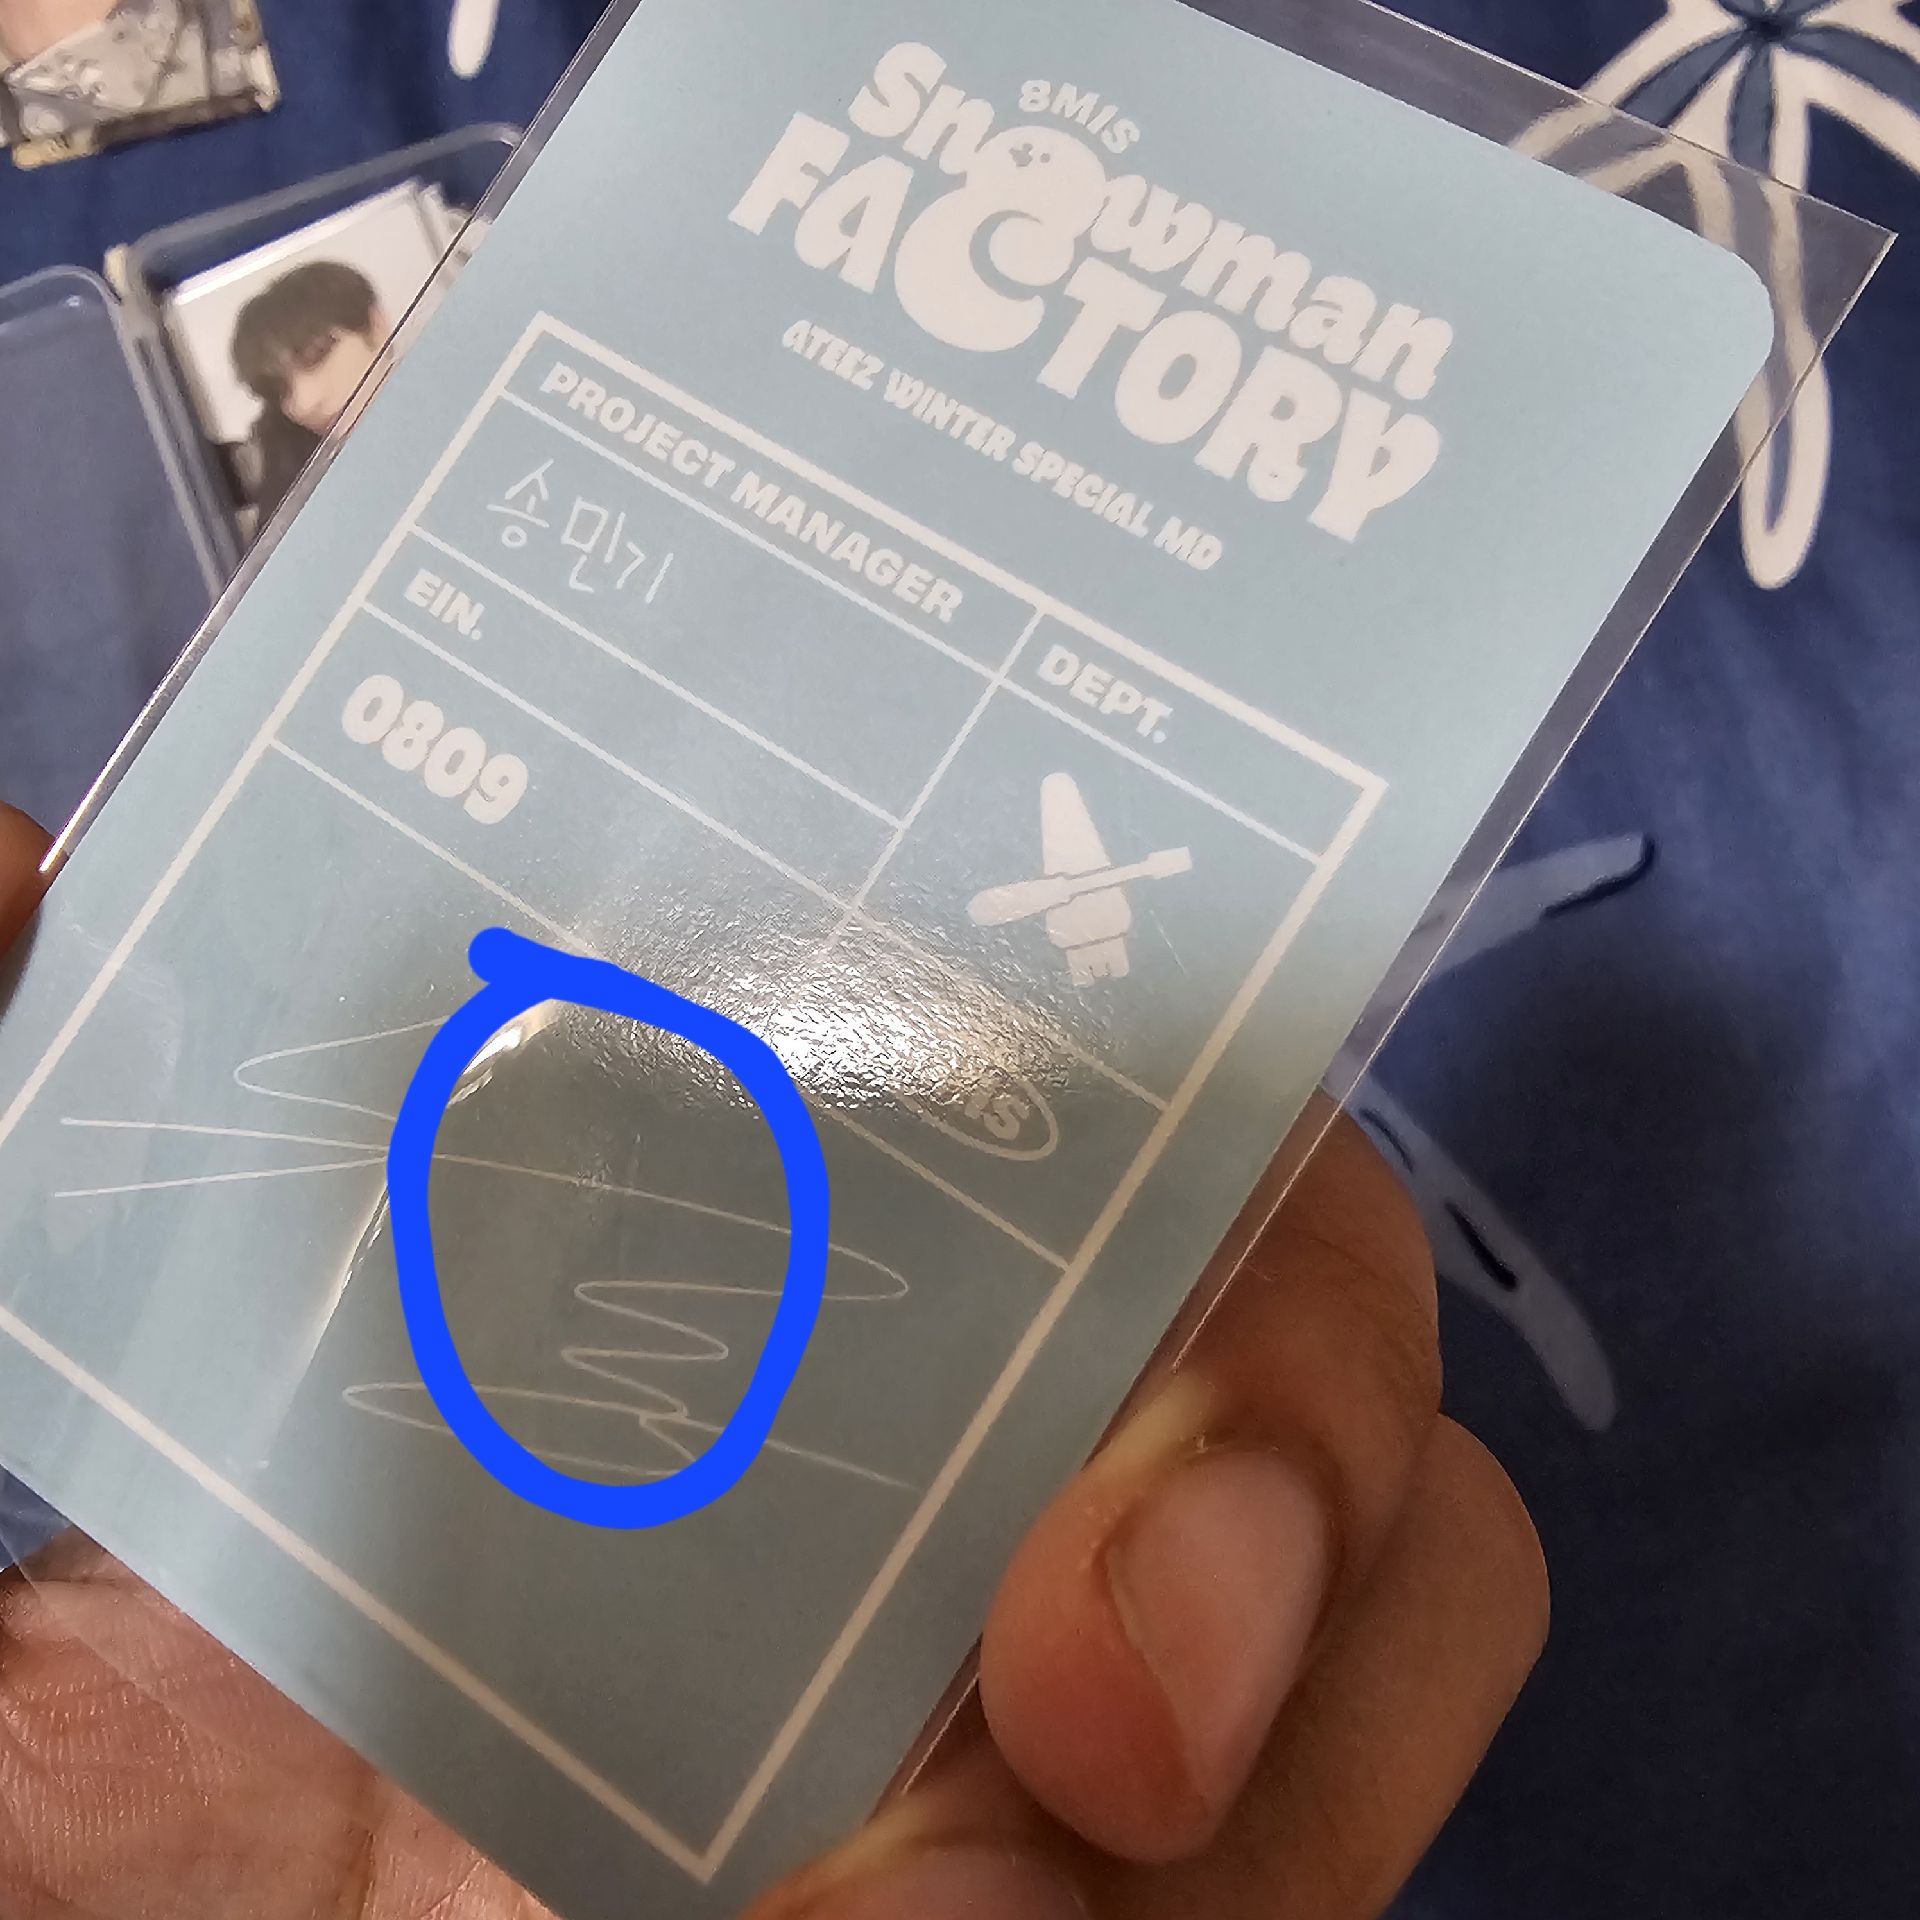 8MIS
Snowman
FACTORY
ATEEZ WINTER SPECIAL MD
PROJECT MANAGER
DEPT.
송민기
EIN.
0809